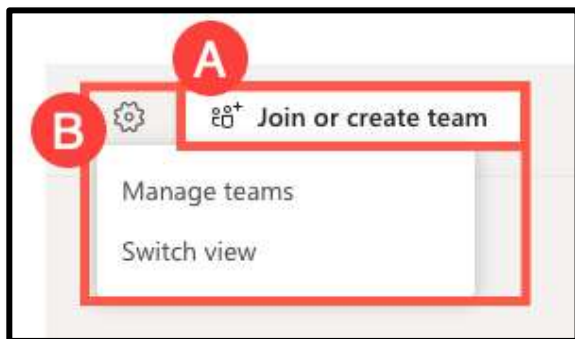 A
B
Join or create team
Manage teams
Switch view